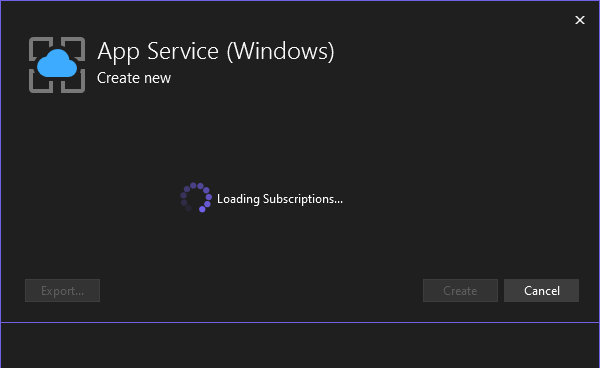 App Service (Windows)
Create new
Loading Subscriptions...
Export...
Create
Cancel